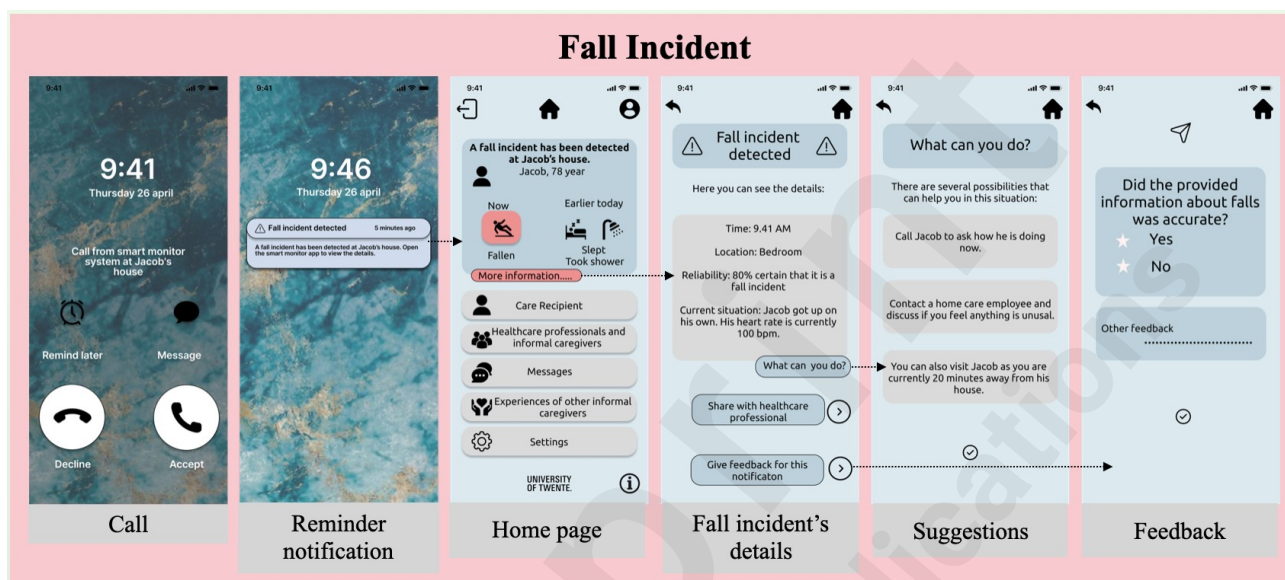 Fall Incident
9:41
9:41
Thursday 26 april
Call from smart monitor
system at Jacob's
house
Remind later
Message
Decline
Accept
Call
9:41
9:46
Thursday 26 april
Fall incident detected
5 minutes ago
A fall incident has been detected at Jacob's house. Open
the smart monitor app to view the details.
Reminder
notification
9:41
A fall incident has been detected
at Jacob's house.
Jacob, 78 year
Now
Earlier today
Fallen
Slept
Took shower
More information.....
Care Recipient
Healthcare professionals and
informal caregivers
Messages
Experiences of other informal
caregivers
Settings
UNIVERSITY
OF TWENTE.
Home page
9:41
Fall incident
detected
Here you can see the details:
Time: 9.41 AM
Location: Bedroom
Reliability: 80% certain that it is a
fall incident
Current situation: Jacob got up on
his own. His heart rate is currently
100 bpm.
What can you do?
Share with healthcare
professional
Give feedback for this
notificaton
Fall incident's
details
9:41
What can you do?
There are several possibilities that
can help you in this situation:
Call Jacob to ask how he is doing
now.
Contact a home care employee and
discuss if you feel anything is unusal.
You can also visit Jacob as you are
currently 20 minutes away from his
house.
Suggestions
9:41
Did the provided
information about falls
was accurate?
Yes
No
Other feedback
Feedback